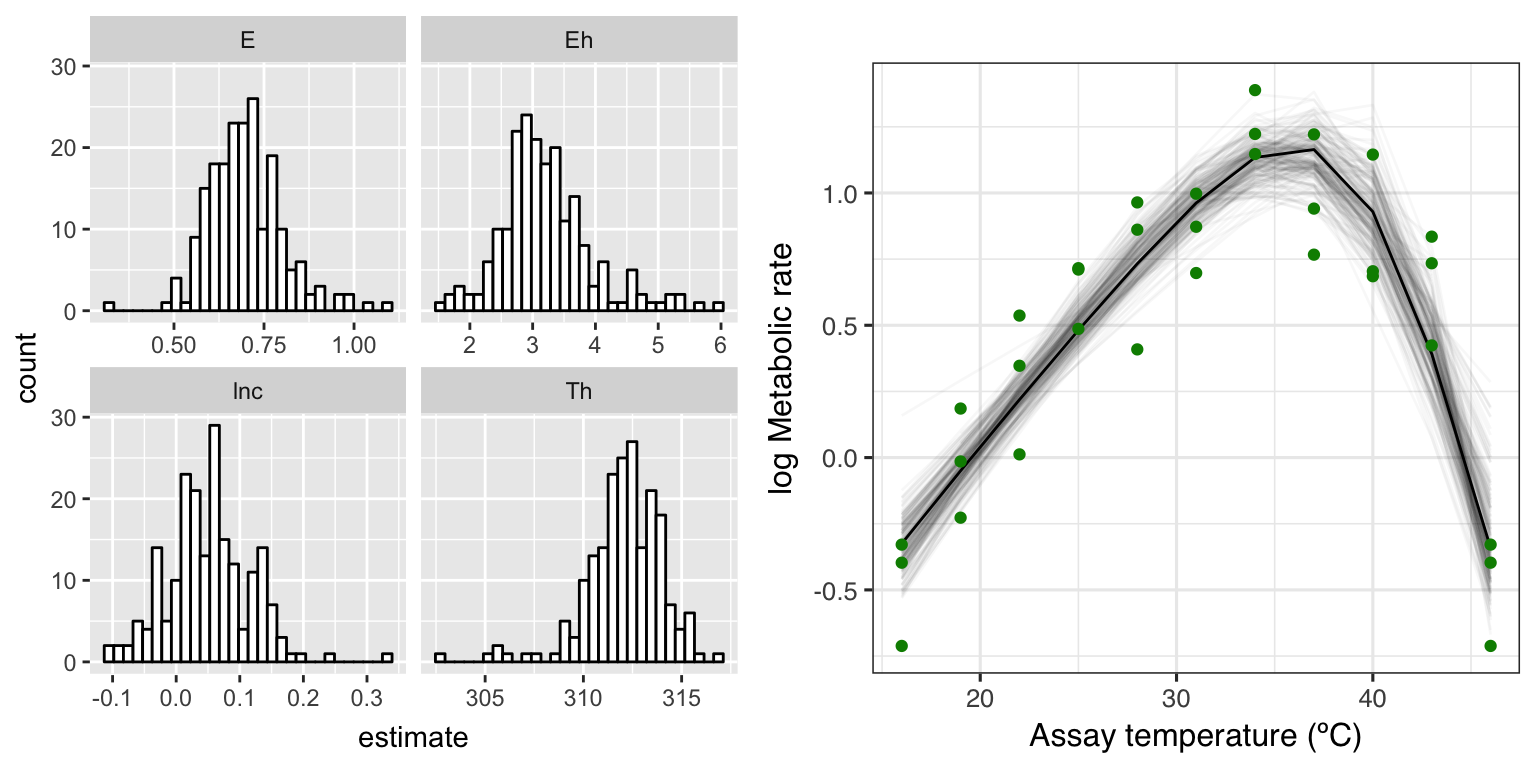 E
Eh
30
20
10
0
0.50 0.75 1.00
2 3 4 5 6
count
lnc
Th
30
20
10
0
-0.1 0.0 0.1 0.2 0.3
305 310 315
estimate
log Metabolic rate
1.0
0.5
0.0
-0.5
20 30 40
Assay temperature (ºC)